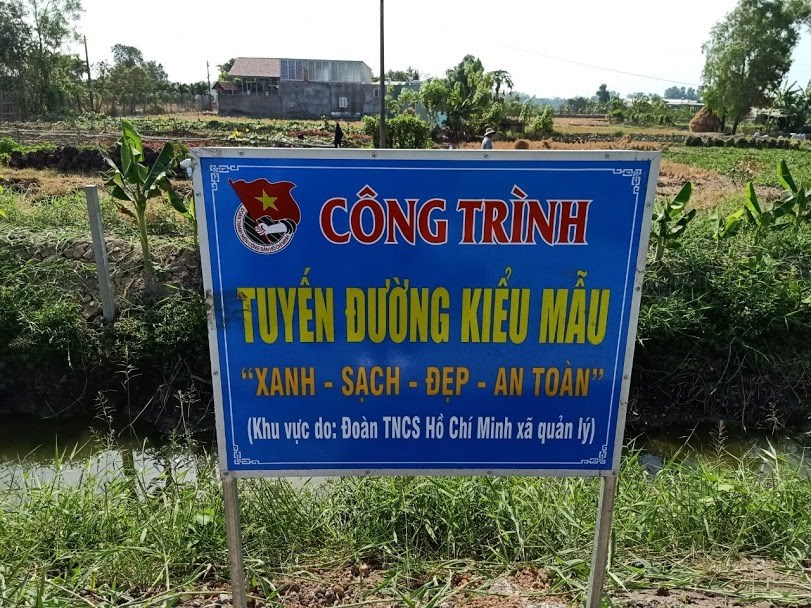 CÔNG TRÌNH
TUYẾN ĐƯỜNG KIỂU MẪU
"XANH - SẠCH - ĐẸP - AN TOÀN"
(Khu vực do: Đoàn TNCS Hồ Chí Minh xã quản lý)